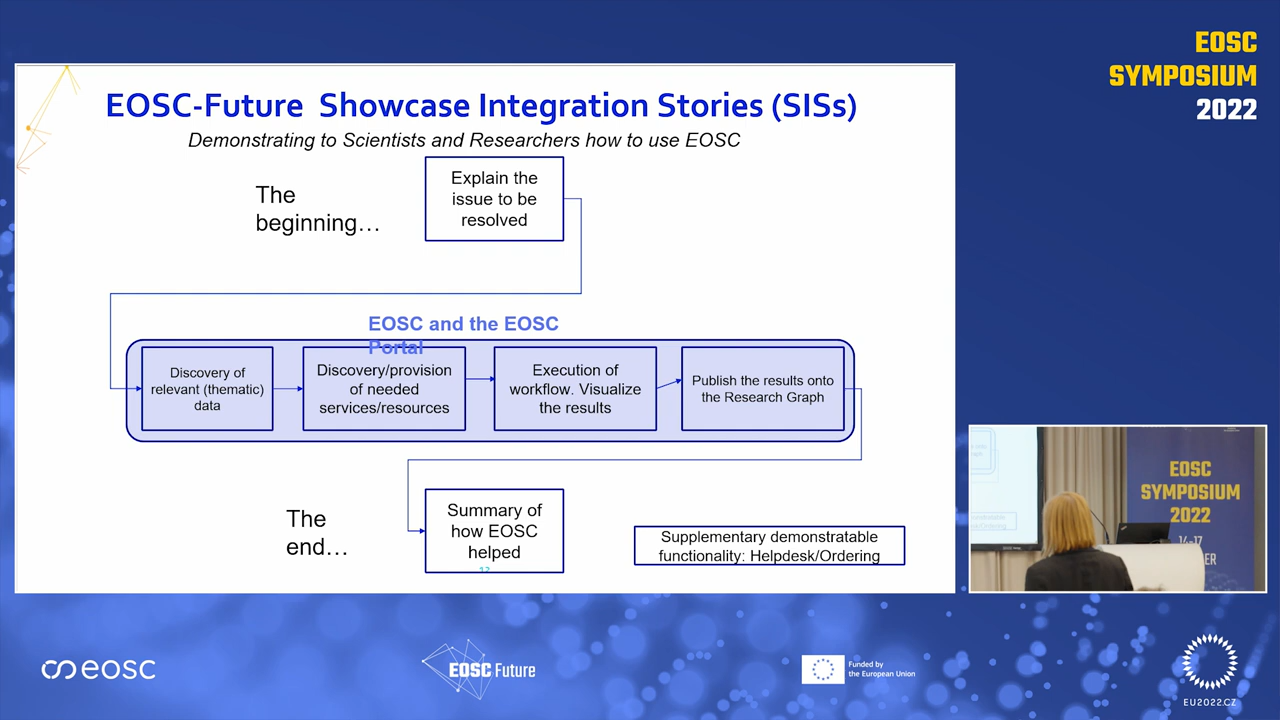 EOSC
SYMPOSIUM
2022
EOSC-Future Showcase Integration Stories (SISs)
Demonstrating to Scientists and Researchers how to use EOSC
The
beginning…
Explain the
issue to be
resolved
EOSC and the EOSC
Portal
Discovery of
relevant (thematic)
data
Discovery/provision
of needed
services/resources
Execution of
workflow. Visualize
the results
Publish the results onto
the Research Graph
The
end…
Summary of
how EOSC
helped
Supplementary demonstratable
functionality: Helpdesk/Ordering
EOSC
SYMPOSIUM
2022
14-17
eosc
EOSC Future
Funded by
the European Union
EU2022.CZ